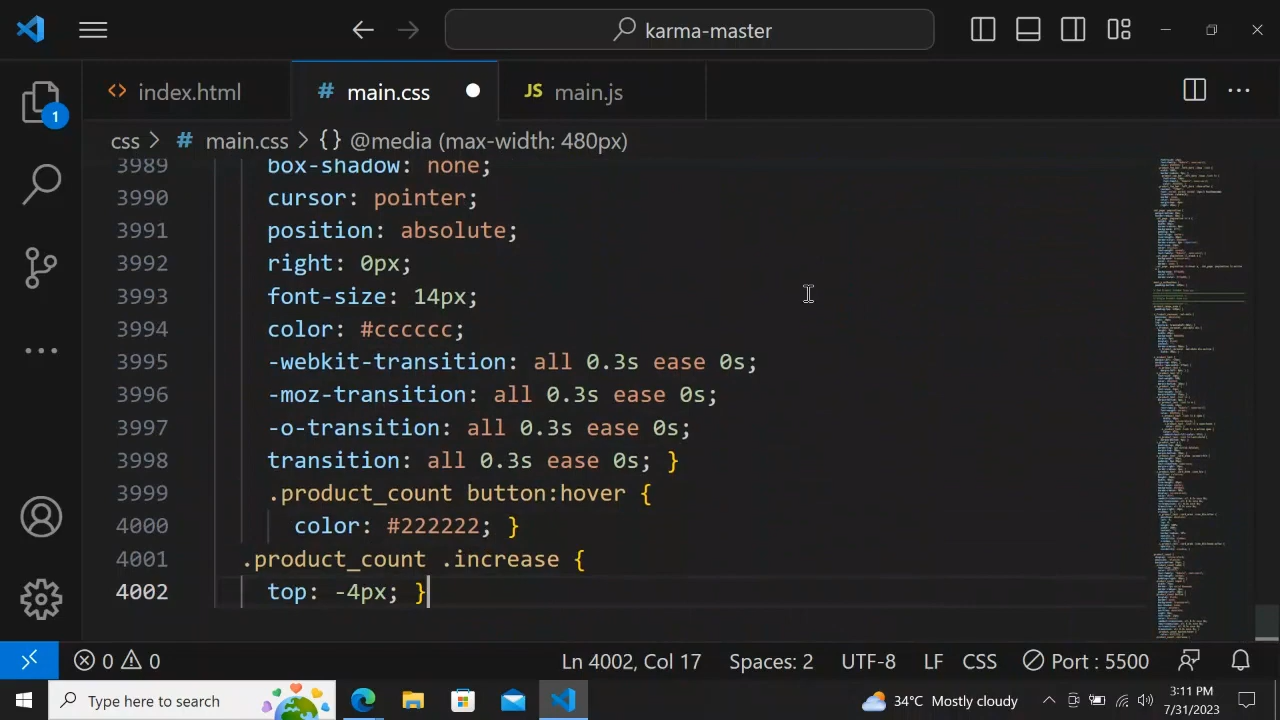 karma-master
index.html
main.css
JS main.js
css > # main.css > {} @media (max-width: 480px)
3989 box-shadow: none;
3990 cursor: pointer;
3991 position: absolute;
3992 right: 0px;
3993 font-size: 14px;
3994 color: #cccccc;
3995 -webkit-transition: all 0.3s ease 0s;
3996 -moz-transition: all 0.3s ease 0s;
3997 -o-transition: all 0.3s ease 0s;
3998 transition: all 0.3s ease 0s; }
3999 .product_count button:hover {
4000 color: #222222; }
4001 .product_count .increase {
4002 top: -4px; }
1
0 0
Ln 4002, Col 17
Spaces: 2
UTF-8
LF
CSS
Port : 5500
Type here to search
34°C Mostly cloudy
3:11 PM
7/31/2023